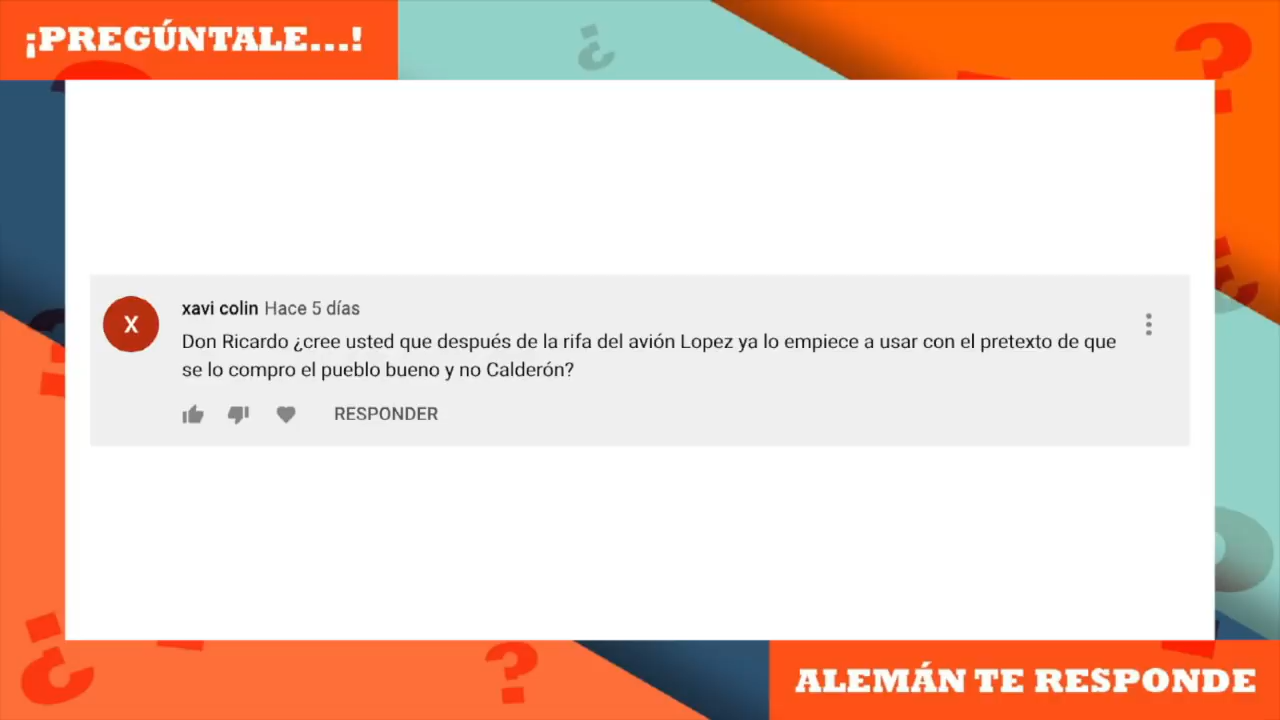 ¡PREGÚNTALE...!
X
xavi colin Hace 5 días
Don Ricardo ¿cree usted que después de la rifa del avión Lopez ya lo empiece a usar con el pretexto de que
se lo compro el pueblo bueno y no Calderón?
RESPONDER
ALEMÁN TE RESPONDE